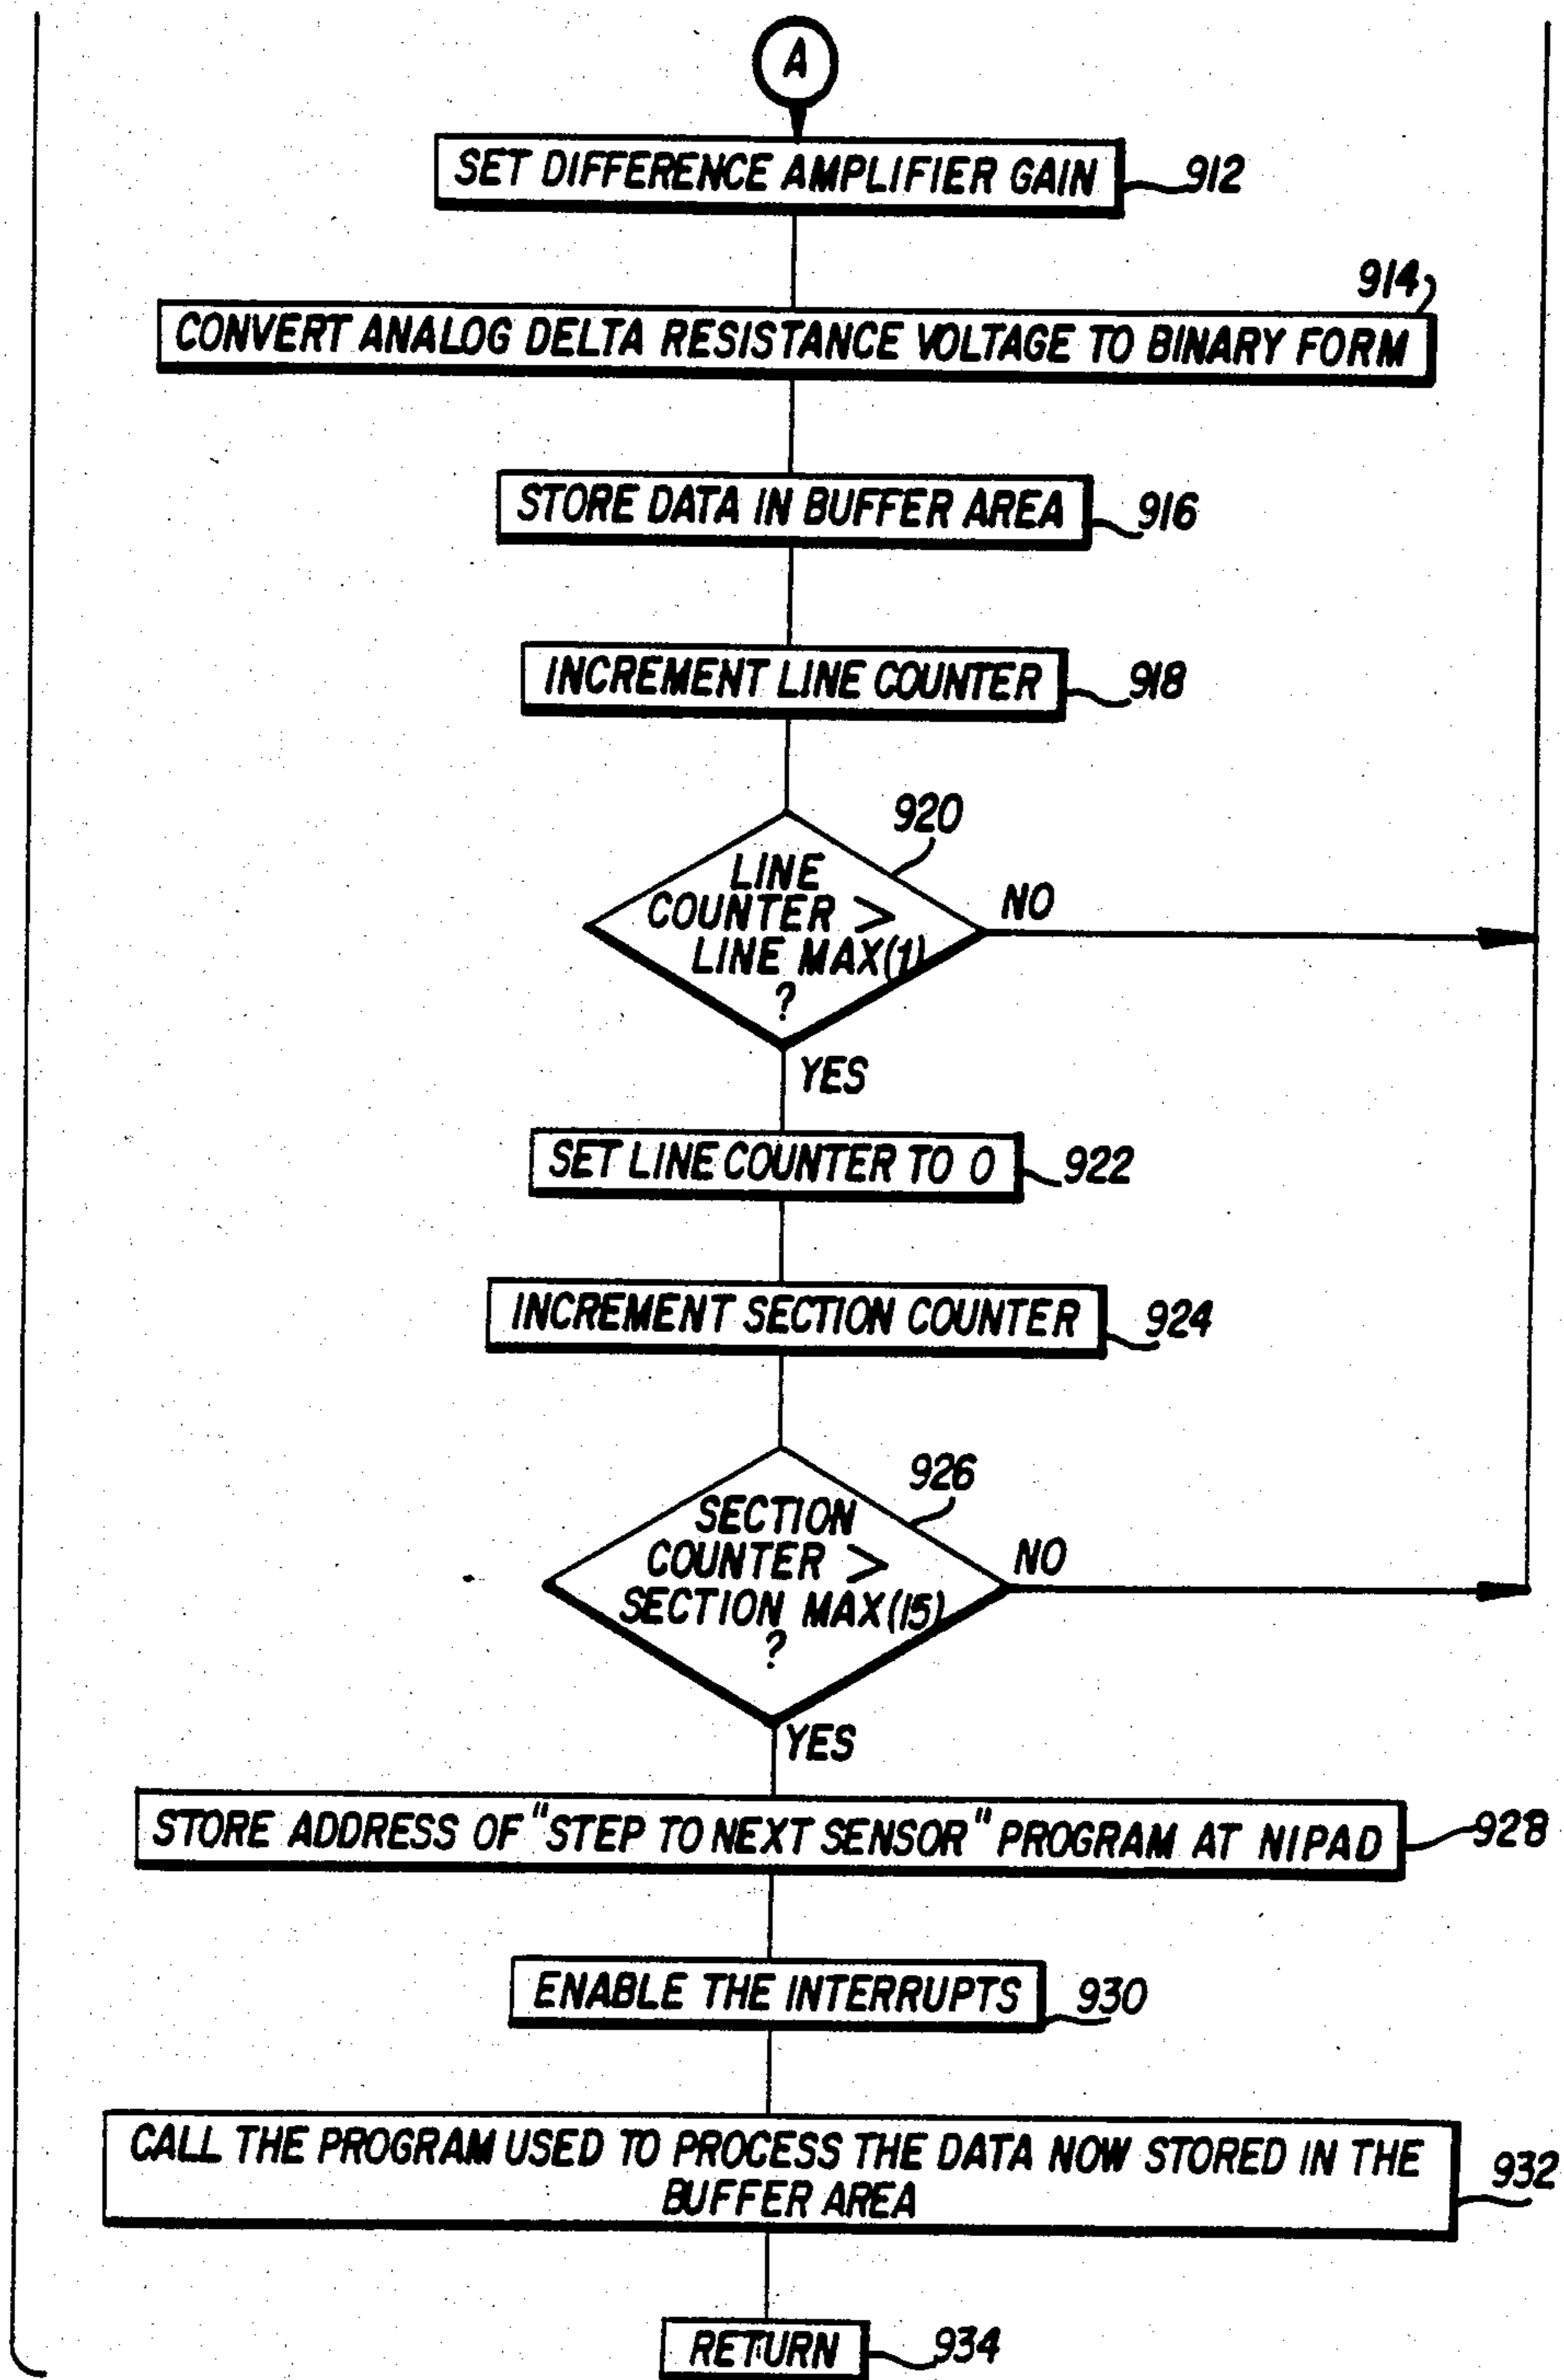 A
SET DIFFERENCE AMPLIFIER GAIN 912
914
CONVERT ANALOG DELTA RESISTANCE VOLTAGE TO BINARY FORM
STORE DATA IN BUFFER AREA 916
INCREMENT LINE COUNTER 918
920
LINE
COUNTER > NO
LINE MAX(1)
?
YES
SET LINE COUNTER TO 0 922
INCREMENT SECTION COUNTER 924
926
SECTION
COUNTER > NO
SECTION MAX(15)
?
YES
STORE ADDRESS OF "STEP TO NEXT SENSOR" PROGRAM AT NIPAD 928
ENABLE THE INTERRUPTS 930
CALL THE PROGRAM USED TO PROCESS THE DATA NOW STORED IN THE 932
BUFFER AREA
RETURN 934